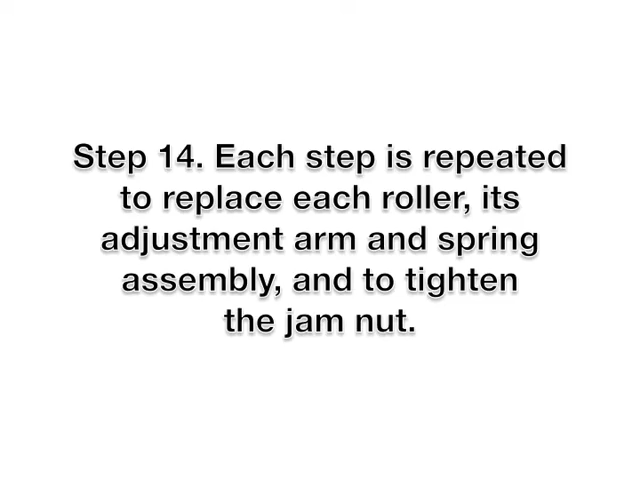 Step 14. Each step is repeated
to replace each roller, its
adjustment arm and spring
assembly, and to tighten
the jam nut.